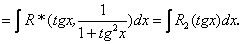 =∫R*(tgx, 1/(1+tg²x))dx=∫R₂(tgx)dx.